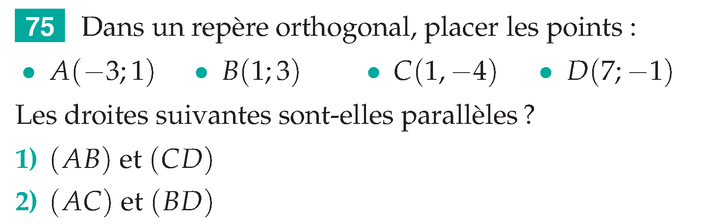 75 Dans un repère orthogonal, placer les points :
• A(−3; 1) • B(1; 3) • C(1, −4) • D(7; −1)
Les droites suivantes sont-elles parallèles ?
1) (AB) et (CD)
2) (AC) et (BD)